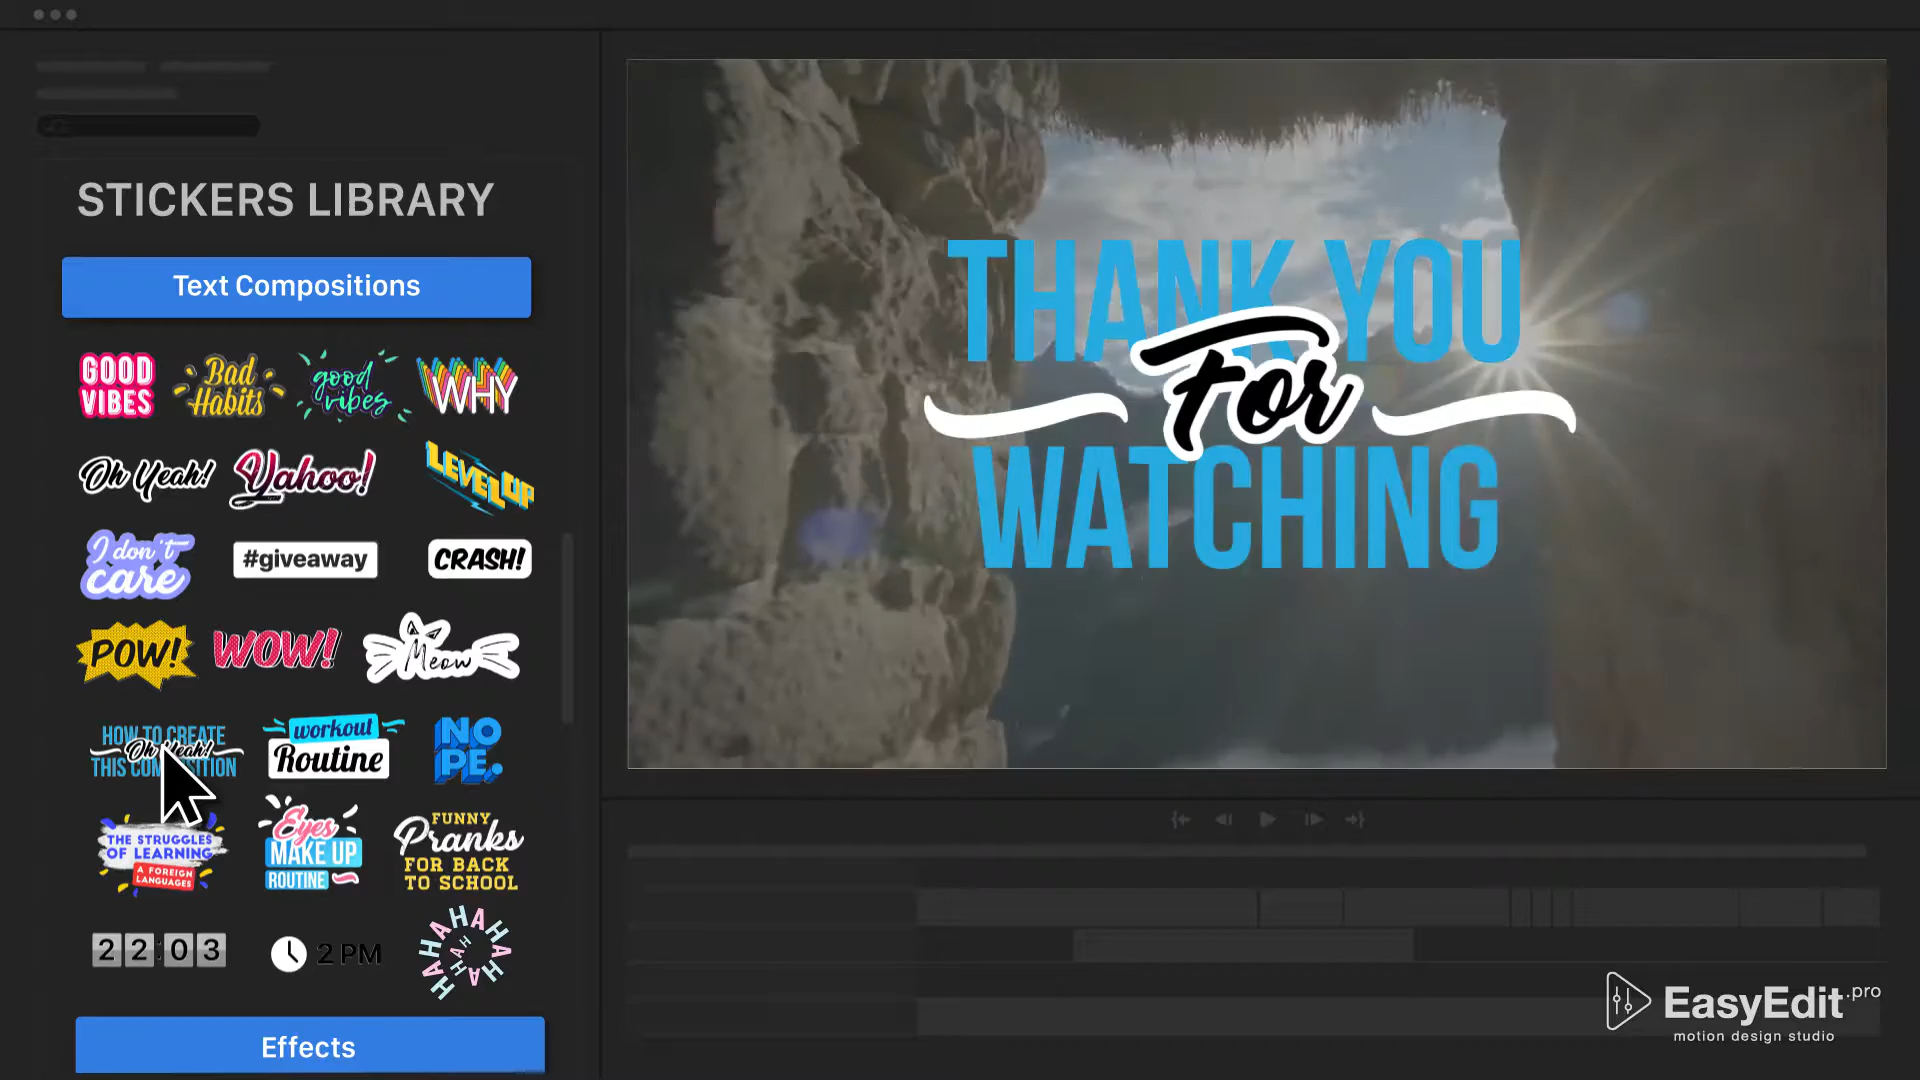 STICKERS LIBRARY
Text Compositions
GOOD
VIBES
Bad
Habits
good
vibes
WHY
Oh Yeah!
Yahoo!
LEVEL UP
I don't
care
#giveaway
CRASH!
POW!
WOW!
Meow
HOW TO CREATE
Oh Yeah!
THIS COMPOSITION
workout
Routine
NO
PE.
THE STRUGGLES
OF LEARNING
A FOREIGN
LANGUAGES
Eyes
MAKE UP
ROUTINE
FUNNY
Pranks
FOR BACK
TO SCHOOL
22:03
2 PM
HAHAHAHAHA
HAHAHA
Effects
THANK YOU
For
WATCHING
EasyEdit.pro
motion design studio